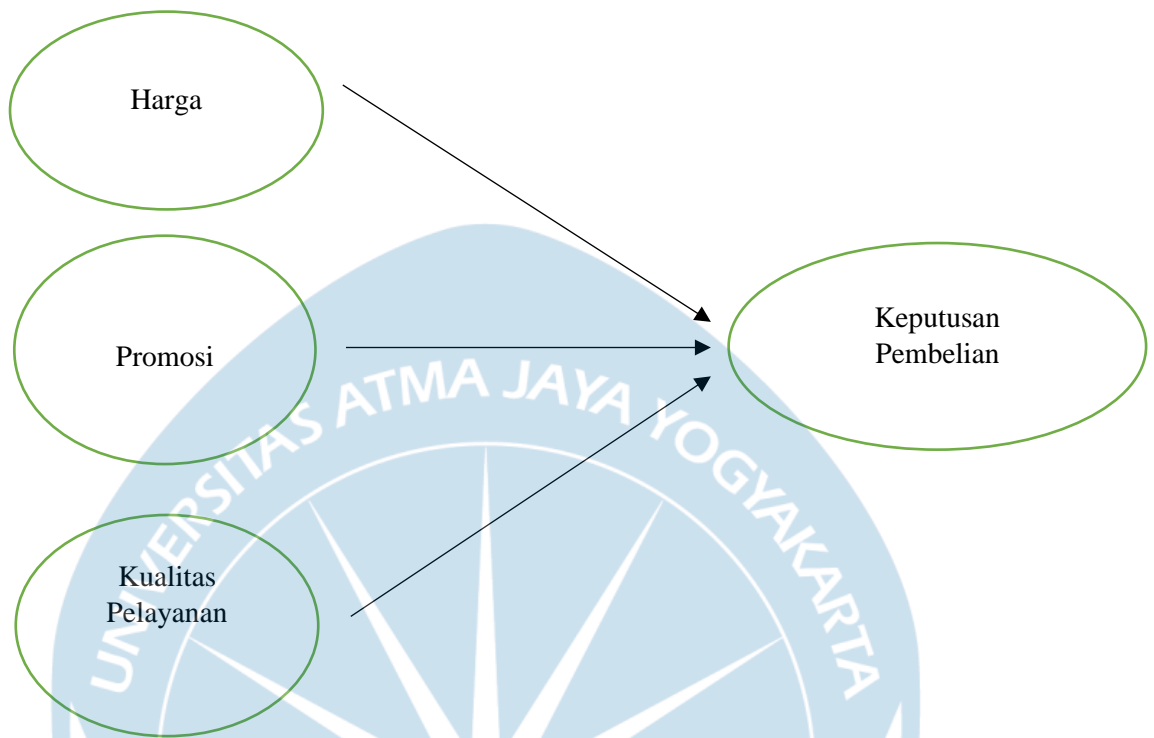 Harga
Promosi
Keputusan
Pembelian
Kualitas
Pelayanan
UNIVERSITAS ATMA JAYA YOGYAKARTA